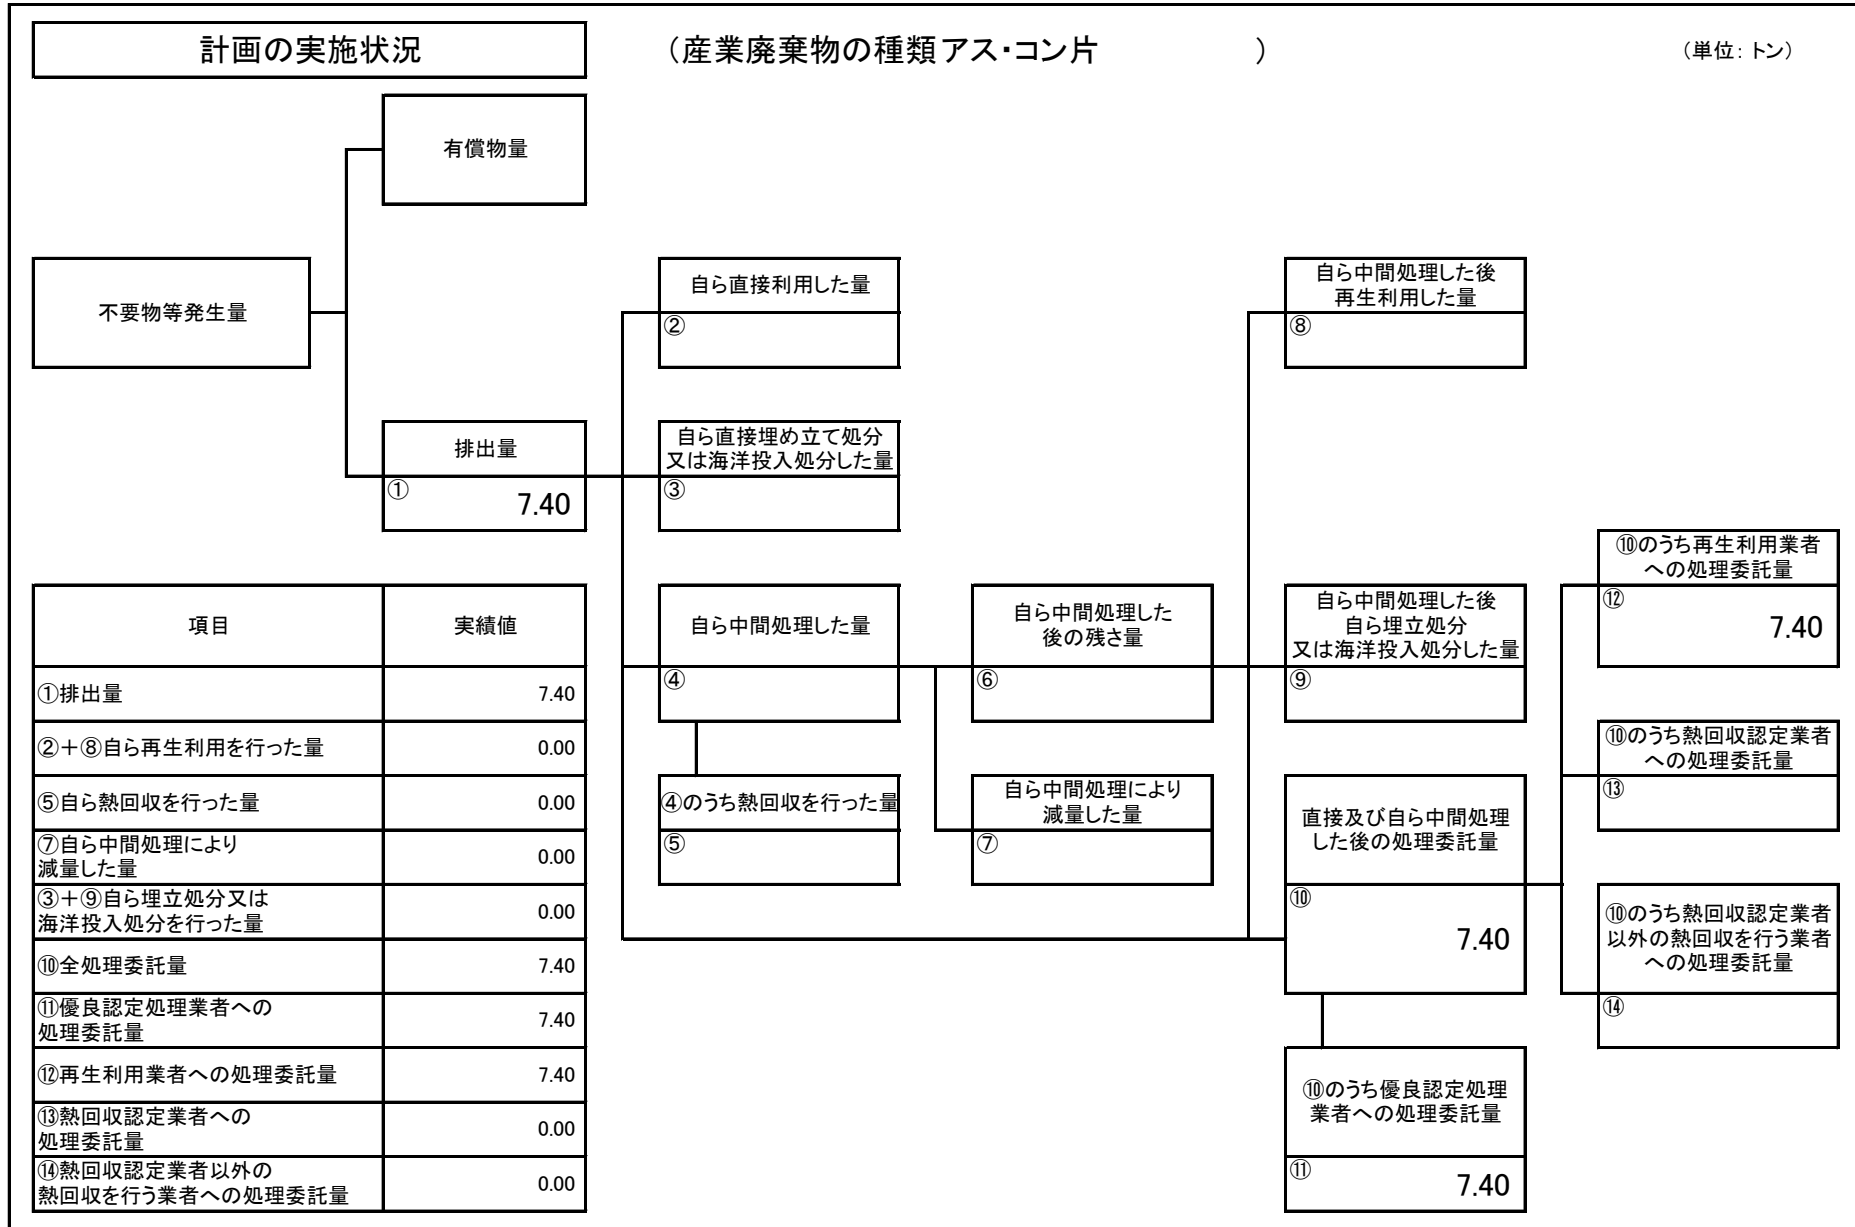 計画の実施状況
（産業廃棄物の種類アス・コン片　　　　　　）
（単位：トン）
有償物量
不要物等発生量
自ら直接利用した量
②
自ら中間処理した後
再生利用した量
⑧
排出量
①
7.40
自ら直接埋め立て処分
又は海洋投入処分した量
③
⑩のうち再生利用業者
への処理委託量
⑫
7.40
自ら中間処理した量
④
自ら中間処理した
後の残さ量
⑥
自ら中間処理した後
自ら埋立処分
又は海洋投入処分した量
⑨
⑩のうち熱回収認定業者
への処理委託量
⑬
④のうち熱回収を行った量
⑤
自ら中間処理により
減量した量
⑦
直接及び自ら中間処理
した後の処理委託量
⑩
7.40
⑩のうち熱回収認定業者
以外の熱回収を行う業者
への処理委託量
⑭
⑩のうち優良認定処理
業者への処理委託量
⑪
7.40
項目 実績値
①排出量 7.40
②＋⑧自ら再生利用を行った量 0.00
⑤自ら熱回収を行った量 0.00
⑦自ら中間処理により
減量した量 0.00
③＋⑨自ら埋立処分又は
海洋投入処分を行った量 0.00
⑩全処理委託量 7.40
⑪優良認定処理業者への
処理委託量 7.40
⑫再生利用業者への処理委託量 7.40
⑬熱回収認定業者への
処理委託量 0.00
⑭熱回収認定業者以外の
熱回収を行う業者への処理委託量 0.00